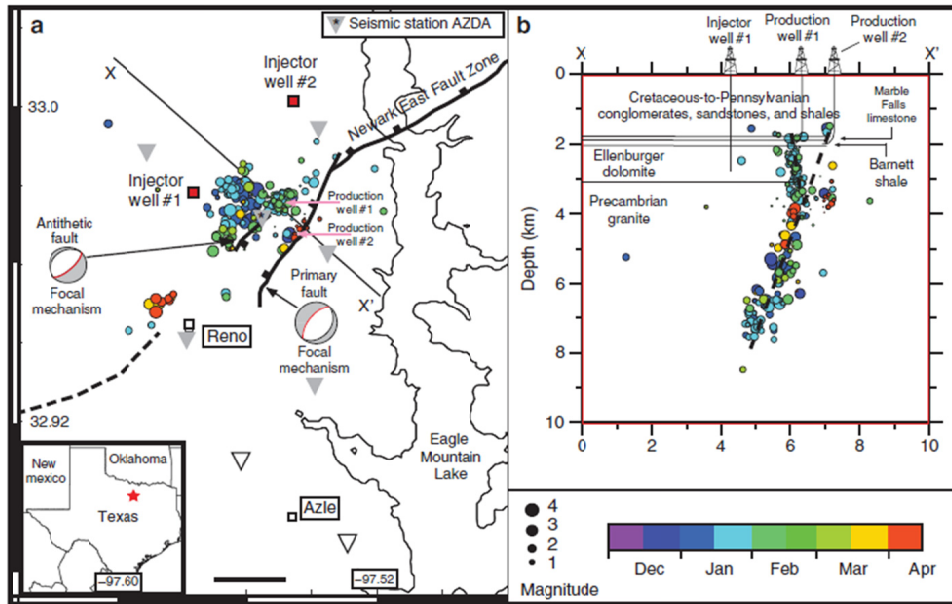 a
Seismic station AZDA
X
33.0
Injector
well #2
Newark East Fault Zone
Injector
well #1
Production
well #1
Production
well #2
Antithetic
fault
Focal
mechanism
Primary
fault
X'
Focal
mechanism
Reno
32.92
Eagle
Mountain
Lake
Azle
New
mexico
Oklahoma
Texas
−97.60
−97.52
b
Injector
well #1
Production
well #1
Production
well #2
X
X'
0
2
4
6
8
10
Depth (km)
Cretaceous-to-Pennsylvanian
conglomerates, sandstones, and shales
Marble
Falls
limestone
Ellenburger
dolomite
Barnett
shale
Precambrian
granite
0
2
4
6
8
10
4
3
2
1
Magnitude
Dec
Jan
Feb
Mar
Apr